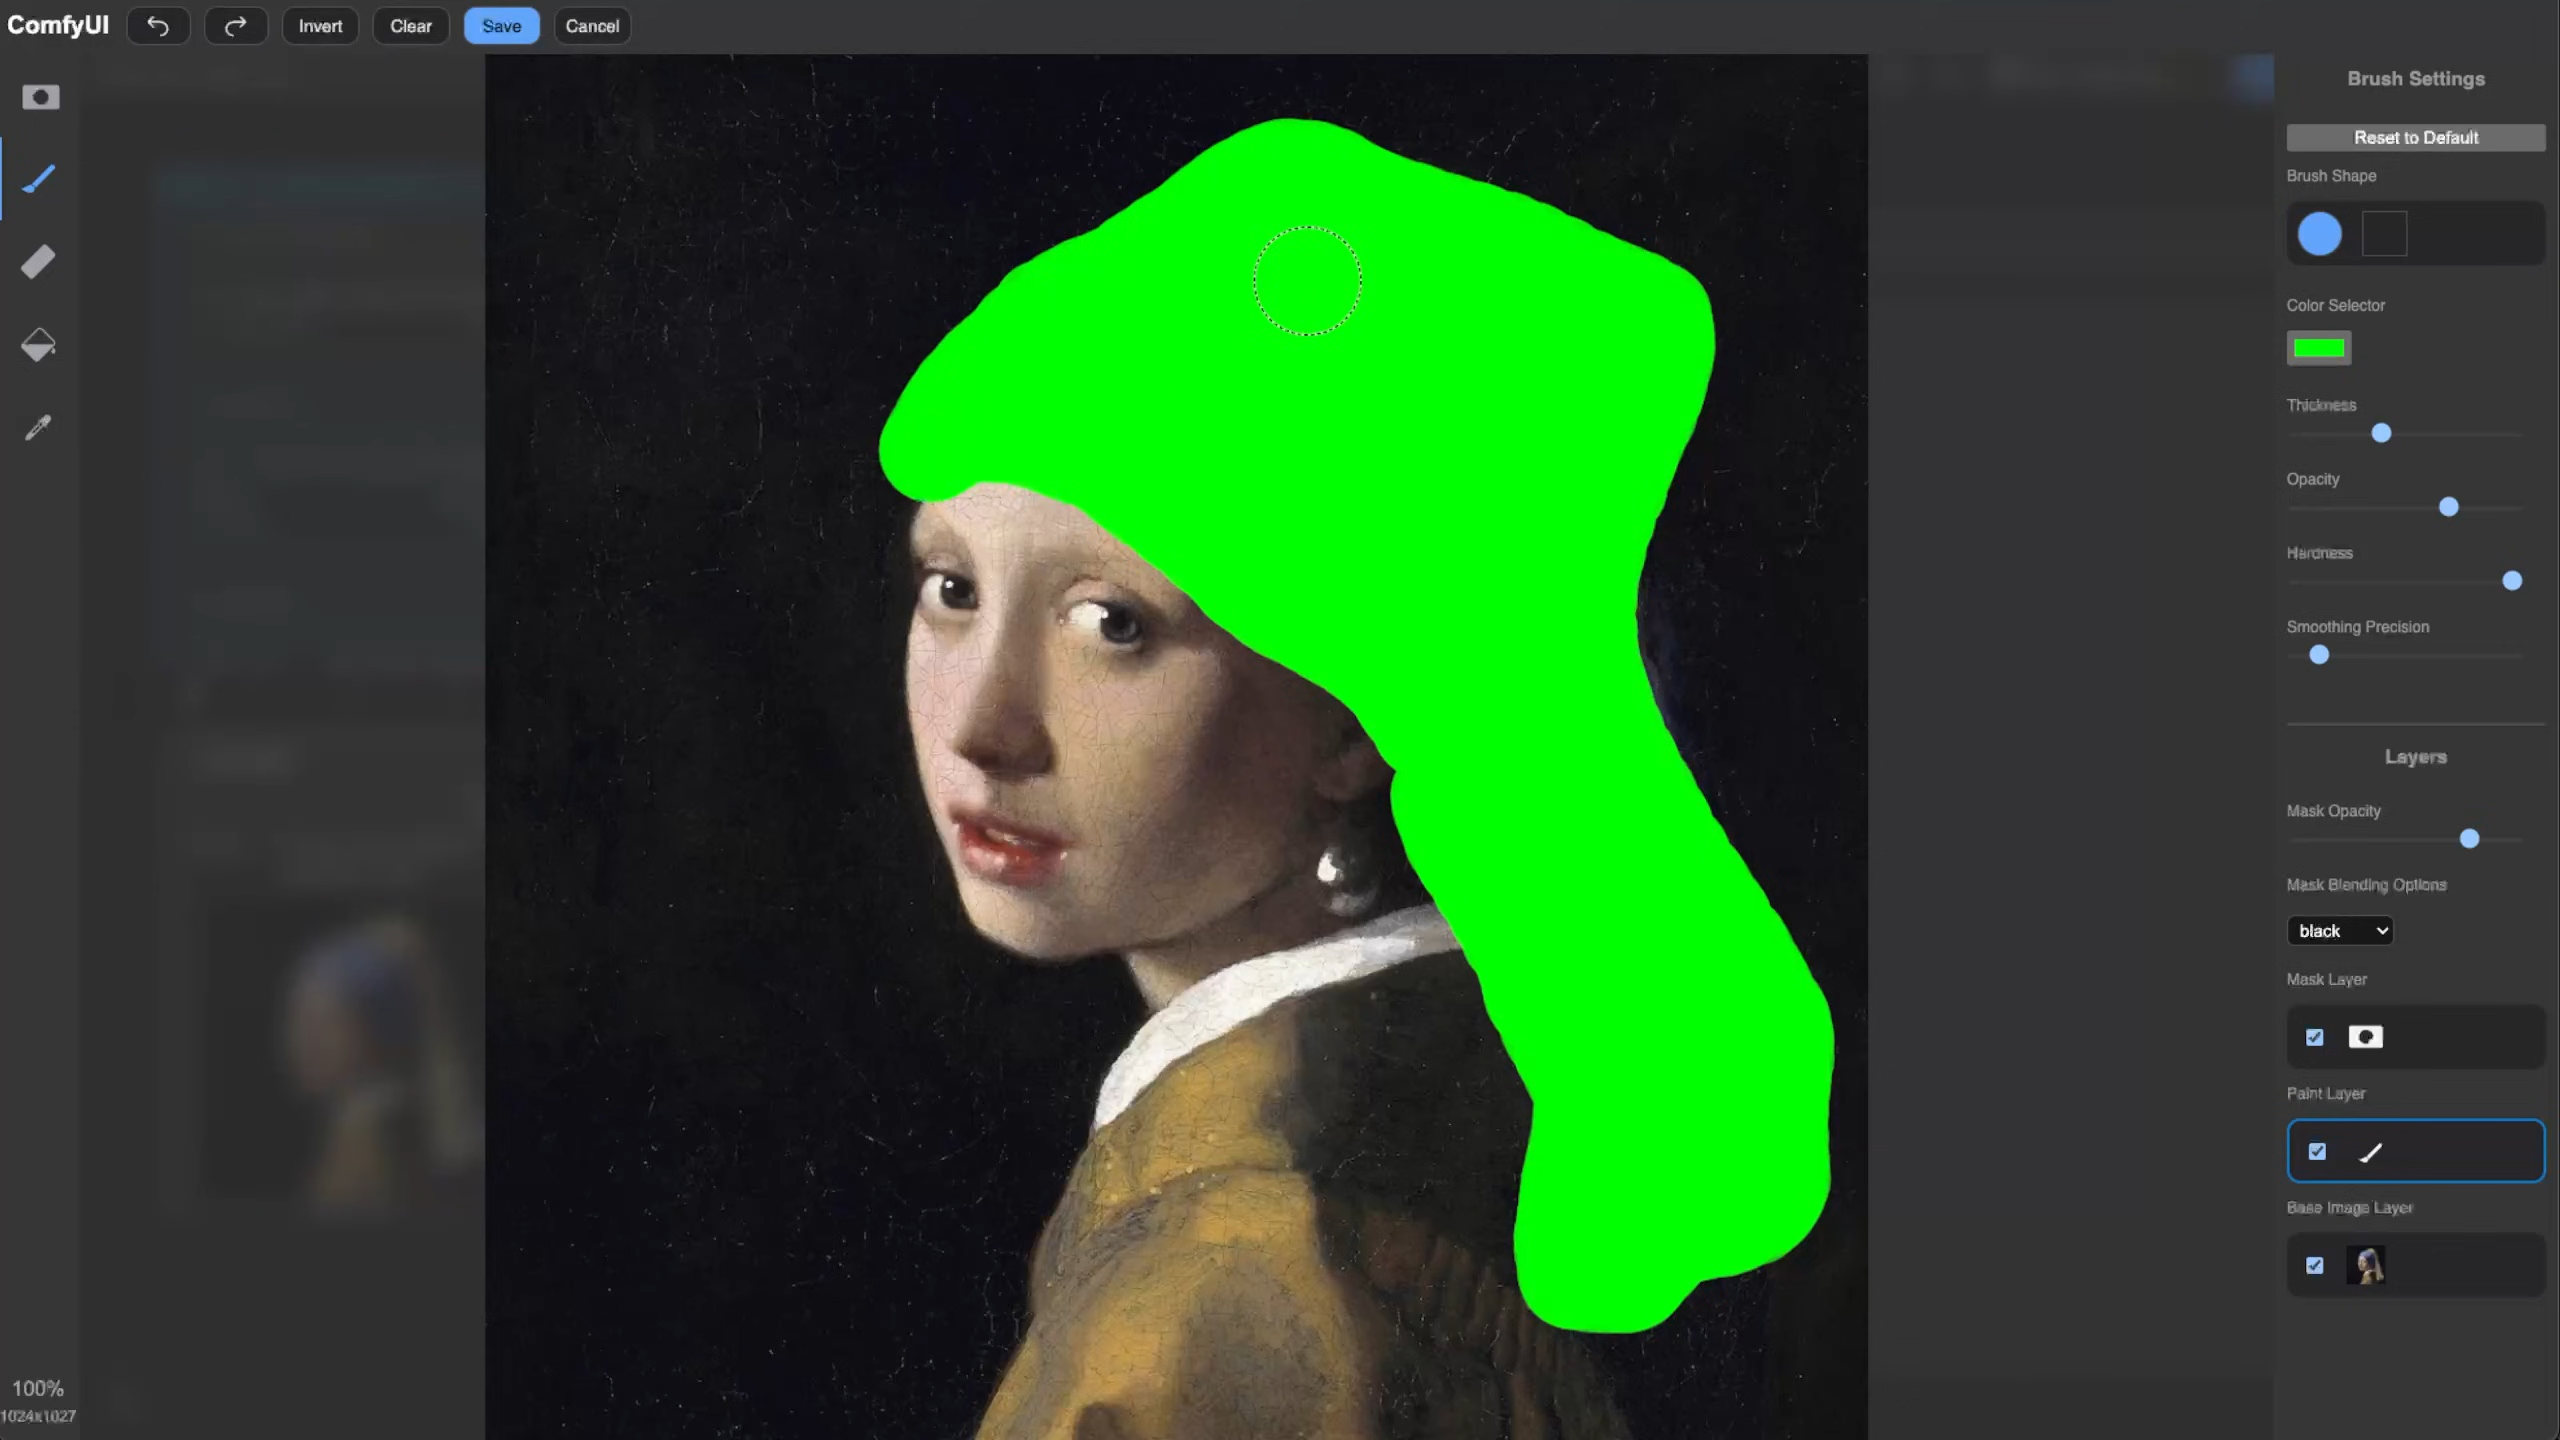 ComfyUI
Invert
Clear
Save
Cancel
Brush Settings
Reset to Default
Brush Shape
Color Selector
Thickness
Opacity
Hardness
Smoothing Precision
Layers
Mask Opacity
Mask Blending Options
black
Mask Layer
Paint Layer
Base Image Layer
100%
1024x1027